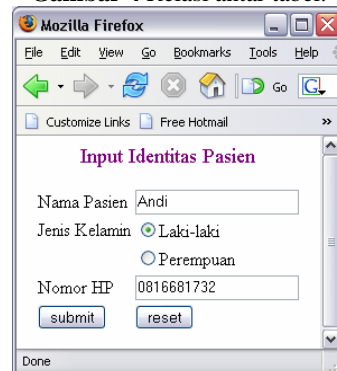 Mozilla Firefox
File Edit View Go Bookmarks Tools Help
Go G
Customize Links Free Hotmail »
Input Identitas Pasien
Nama Pasien Andi
Jenis Kelamin Laki-laki
Perempuan
Nomor HP 0816681732
submit reset
Done